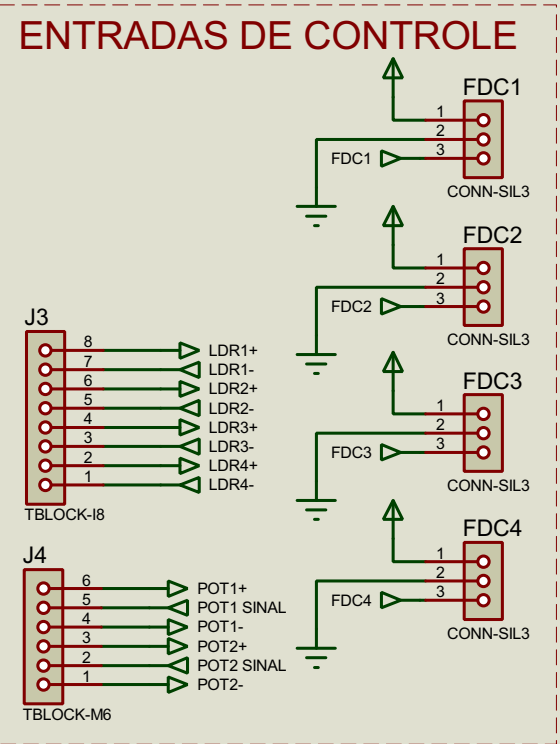 ENTRADAS DE CONTROLE
FDC1
1
2
FDC1 3
CONN-SIL3
FDC2
1
2
FDC2 3
CONN-SIL3
FDC3
1
2
FDC3 3
CONN-SIL3
FDC4
1
2
FDC4 3
CONN-SIL3
J3
8 LDR1+
7 LDR1-
6 LDR2+
5 LDR2-
4 LDR3+
3 LDR3-
2 LDR4+
1 LDR4-
TBLOCK-I8
J4
6 POT1+
5 POT1 SINAL
4 POT1-
3 POT2+
2 POT2 SINAL
1 POT2-
TBLOCK-M6